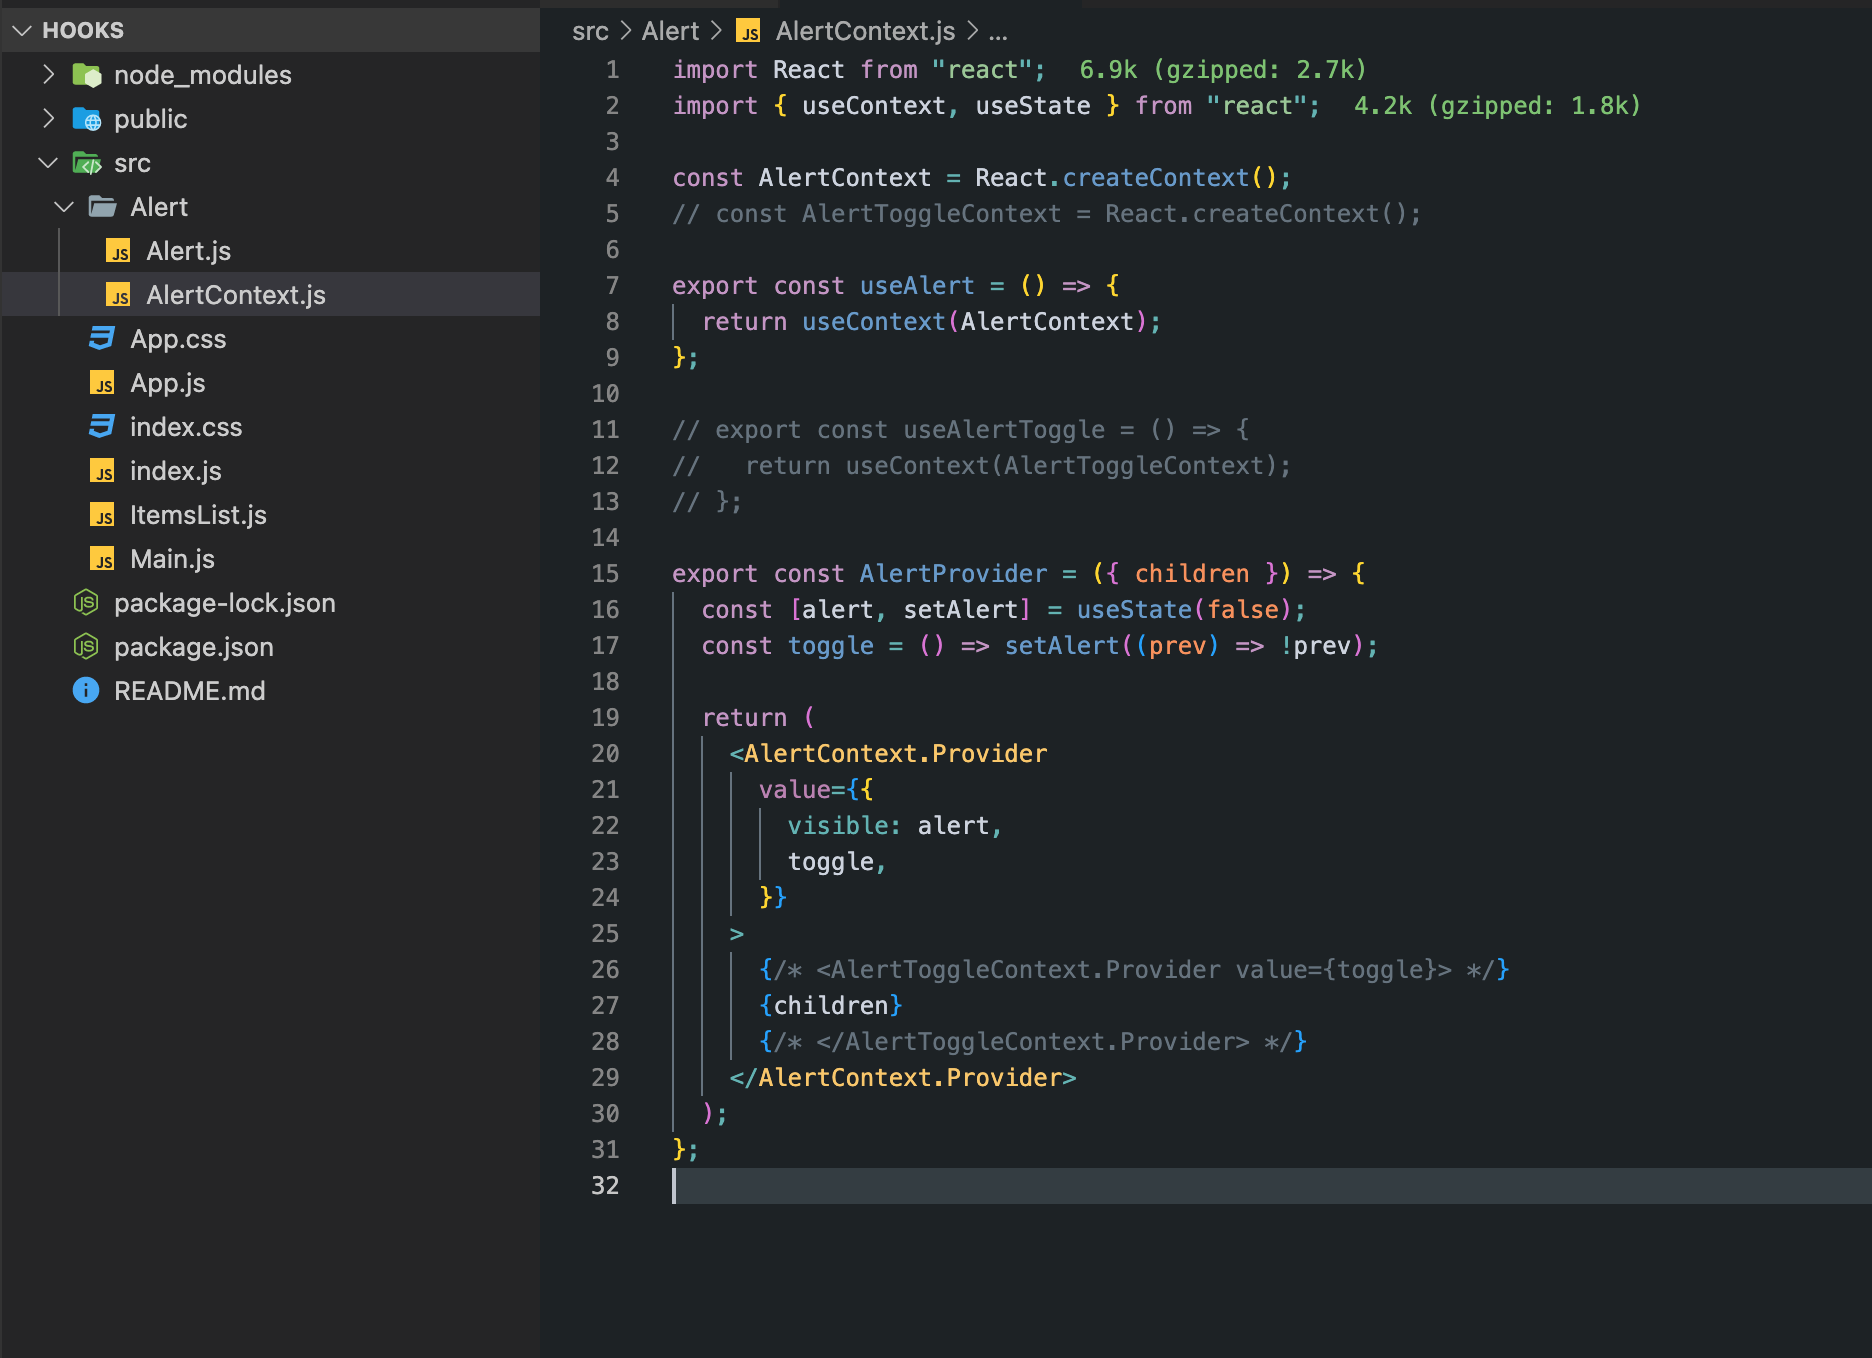 HOOKS
node_modules
public
src
Alert
Alert.js
AlertContext.js
App.css
App.js
index.css
index.js
ItemsList.js
Main.js
package-lock.json
package.json
README.md
src > Alert > JS AlertContext.js > ...
1 import React from "react"; 6.9k (gzipped: 2.7k)
2 import { useContext, useState } from "react"; 4.2k (gzipped: 1.8k)
3
4 const AlertContext = React.createContext();
5 // const AlertToggleContext = React.createContext();
6
7 export const useAlert = () => {
8   return useContext(AlertContext);
9 };
10
11 // export const useAlertToggle = () => {
12 //   return useContext(AlertToggleContext);
13 // };
14
15 export const AlertProvider = ({ children }) => {
16   const [alert, setAlert] = useState(false);
17   const toggle = () => setAlert((prev) => !prev);
18
19   return (
20     <AlertContext.Provider
21       value={{
22         visible: alert,
23         toggle,
24       }}
25     >
26       {/* <AlertToggleContext.Provider value={toggle}> */}
27       {children}
28       {/* </AlertToggleContext.Provider> */}
29     </AlertContext.Provider>
30   );
31 };
32